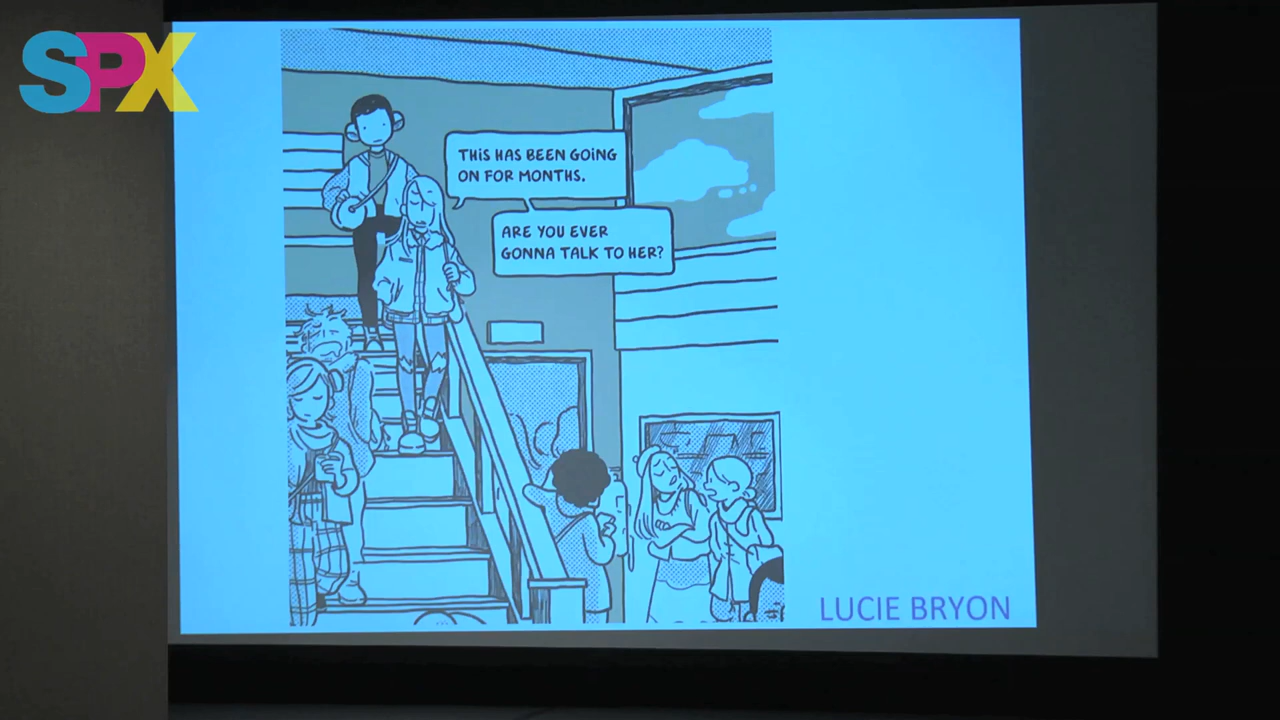 SPX
THIS HAS BEEN GOING
ON FOR MONTHS.
ARE YOU EVER
GONNA TALK TO HER?
LUCIE BRYON